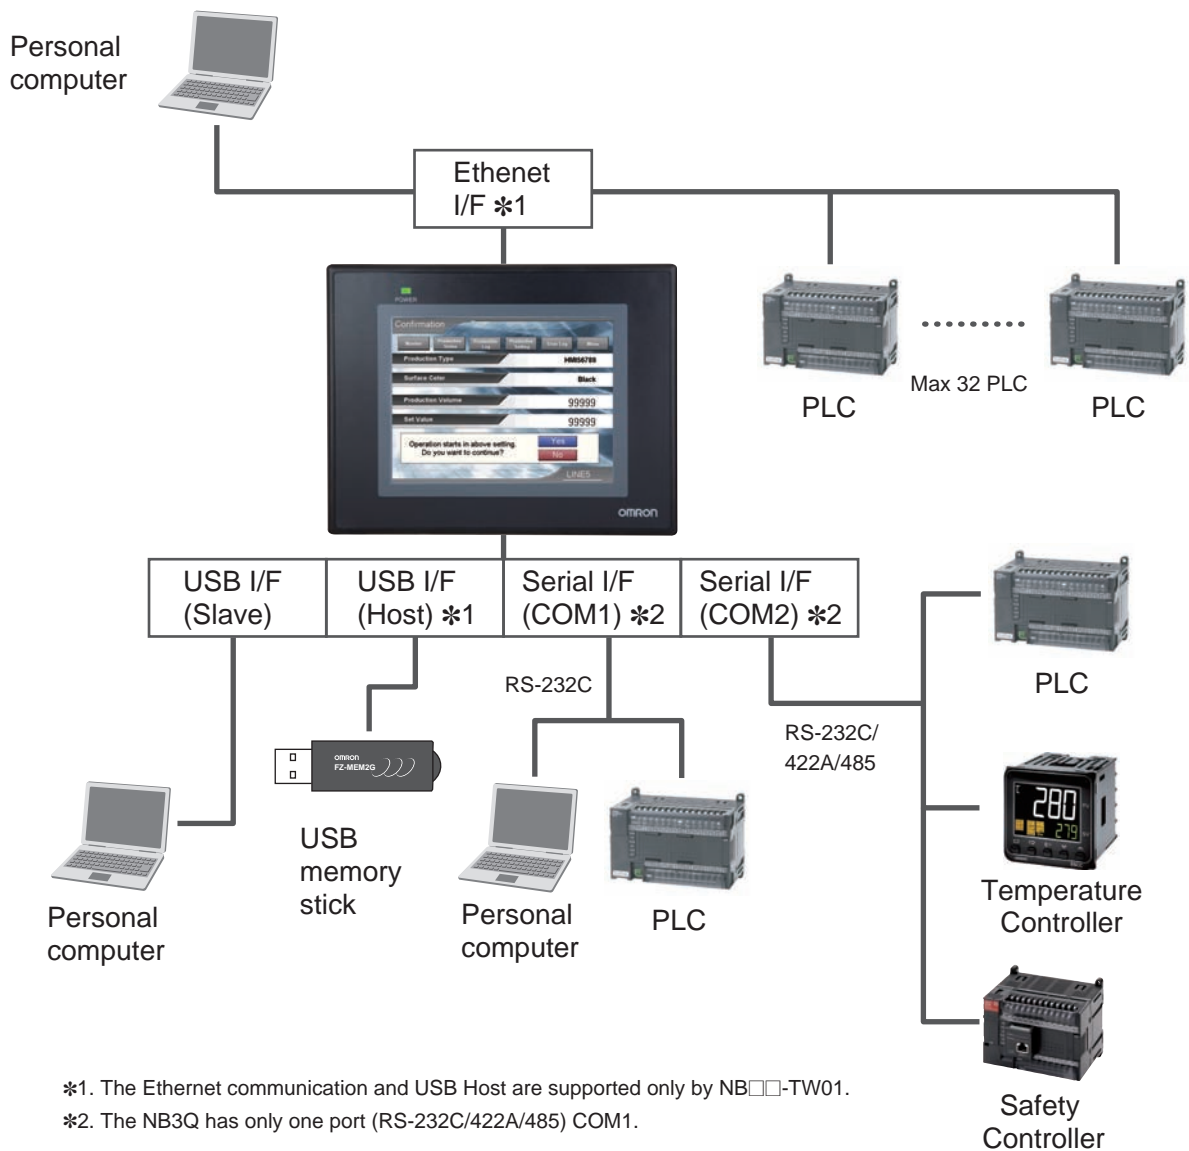 Personal
computer
Ethenet
I/F ✽1
POWER
Confirmation
Production Type
HMI56789
Surface Color
Black
Production Volume
99999
Set Value
99999
Operation starts in above setting.
Do you want to continue?
Yes
No
LINE5
OMRON
PLC
Max 32 PLC
PLC
USB I/F
(Slave)
USB I/F
(Host) ✽1
Serial I/F
(COM1) ✽2
Serial I/F
(COM2) ✽2
RS-232C
RS-232C/
422A/485
PLC
OMRON
FZ-MEM2G
280
279
Temperature
Controller
Personal
computer
USB
memory
stick
Personal
computer
PLC
Safety
Controller
✽1. The Ethernet communication and USB Host are supported only by NB□□-TW01.
✽2. The NB3Q has only one port (RS-232C/422A/485) COM1.